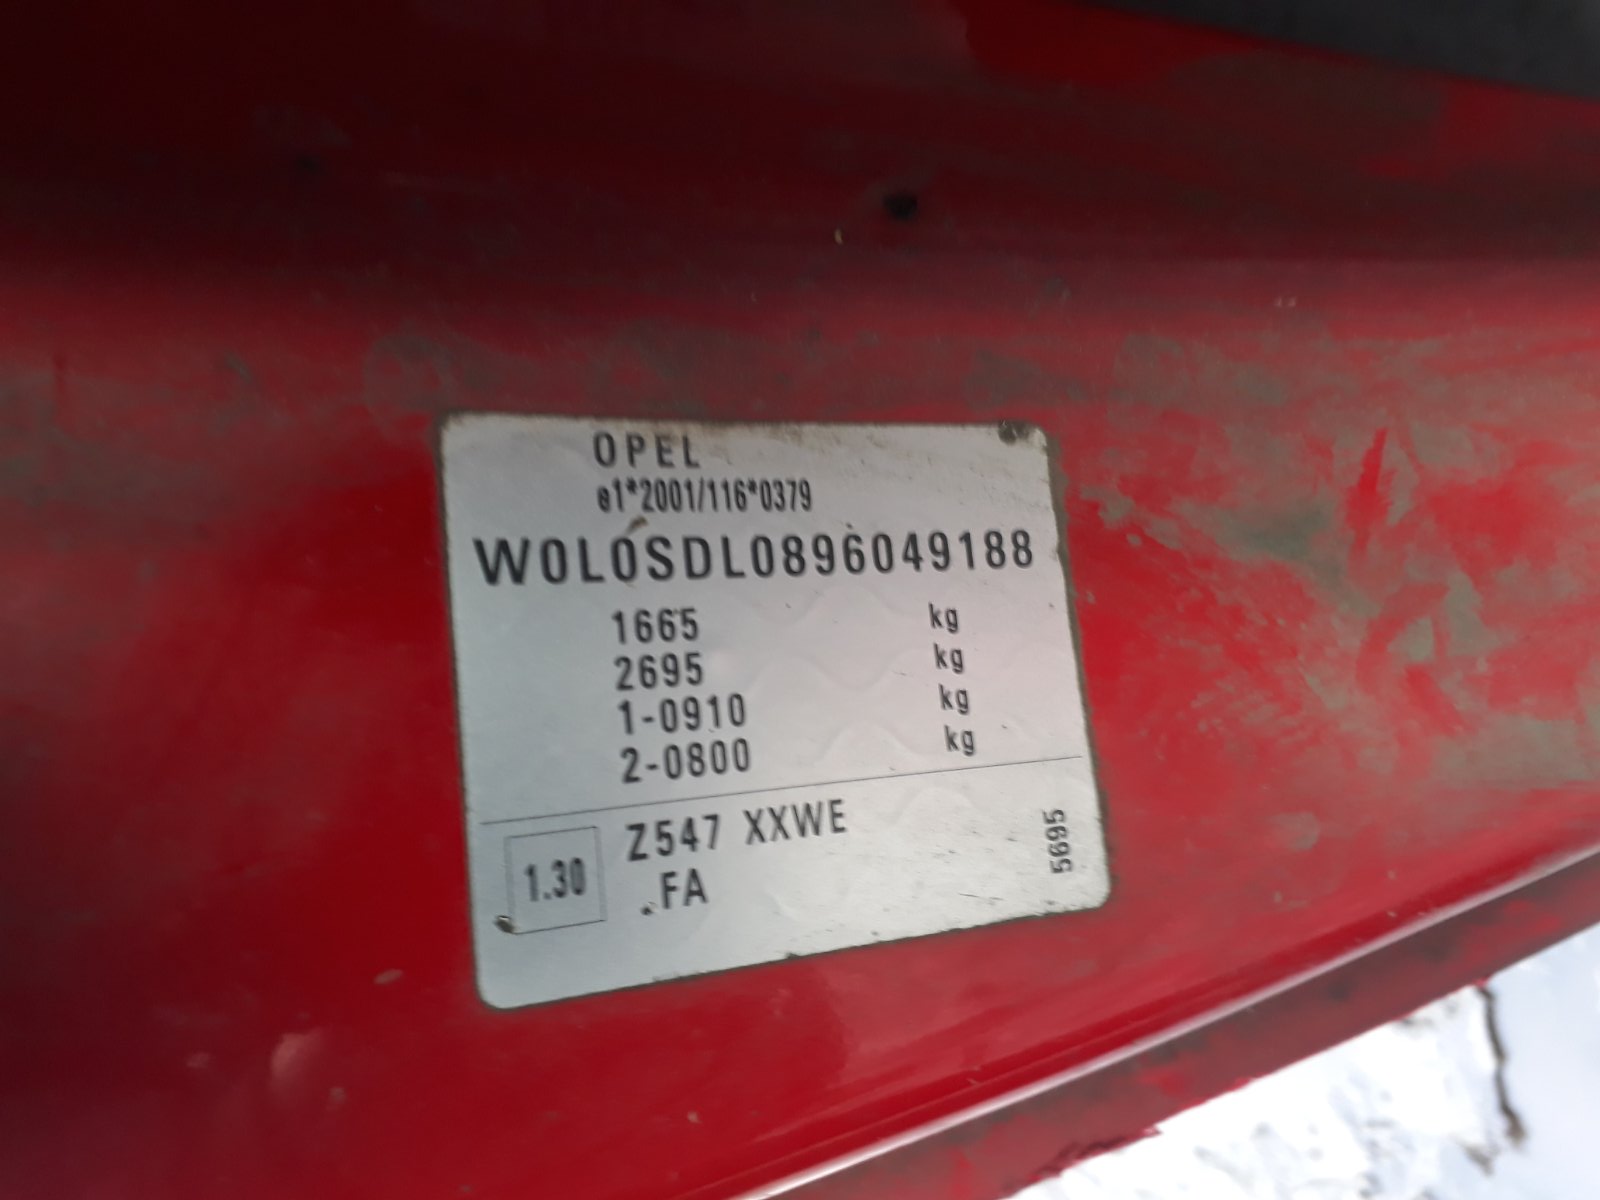 OPEL
e1*2001/116*0379
W0L0SDL0896049188
1665 kg
2695 kg
1-0910 kg
2-0800 kg
1.30 Z547 XXWE
.FA
5695